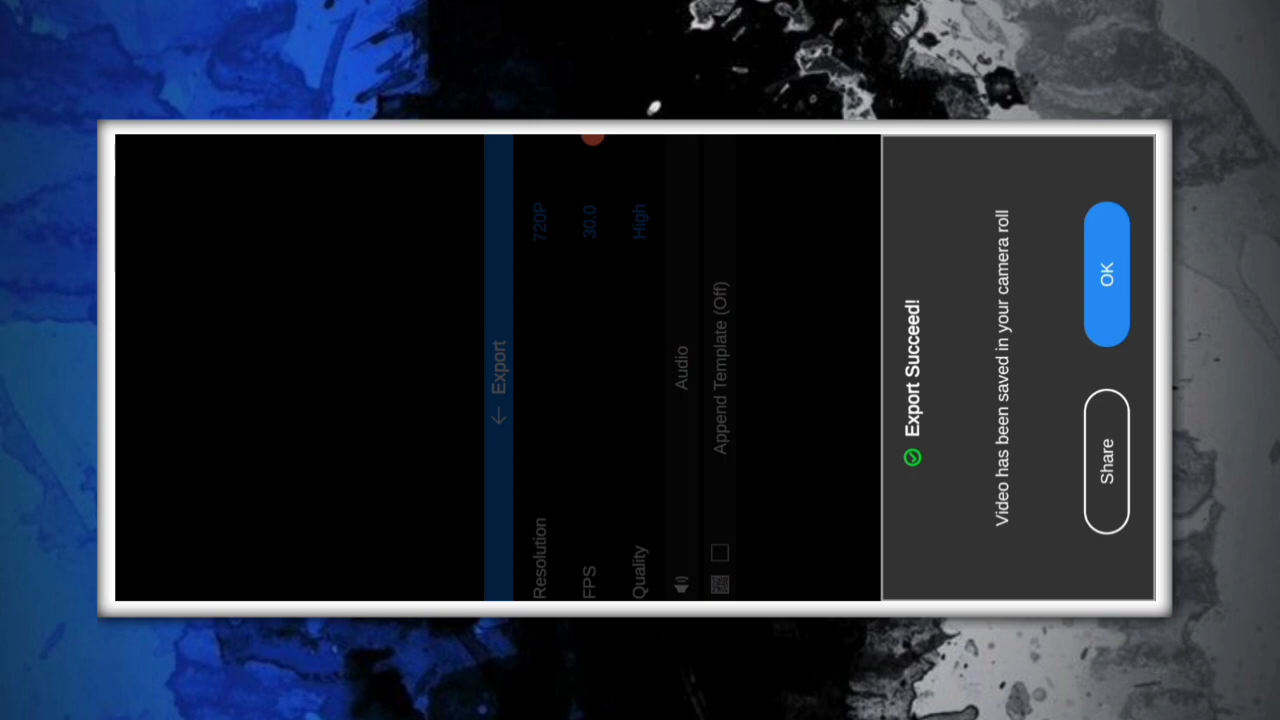 ← Export
Resolution 720P
FPS 30.0
Quality High
Audio
Append Template (Off)
Export Succeed!
Video has been saved in your camera roll
Share OK